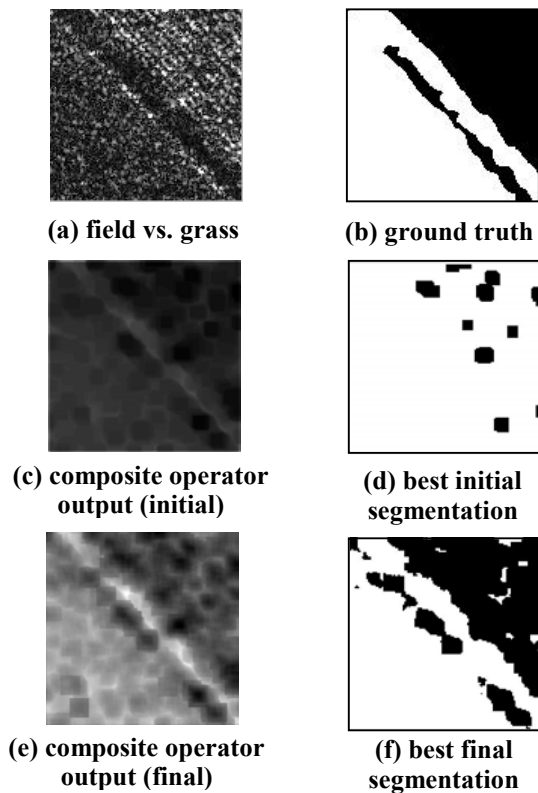 (a) field vs. grass
(b) ground truth
(c) composite operator
output (initial)
(d) best initial
segmentation
(e) composite operator
output (final)
(f) best final
segmentation